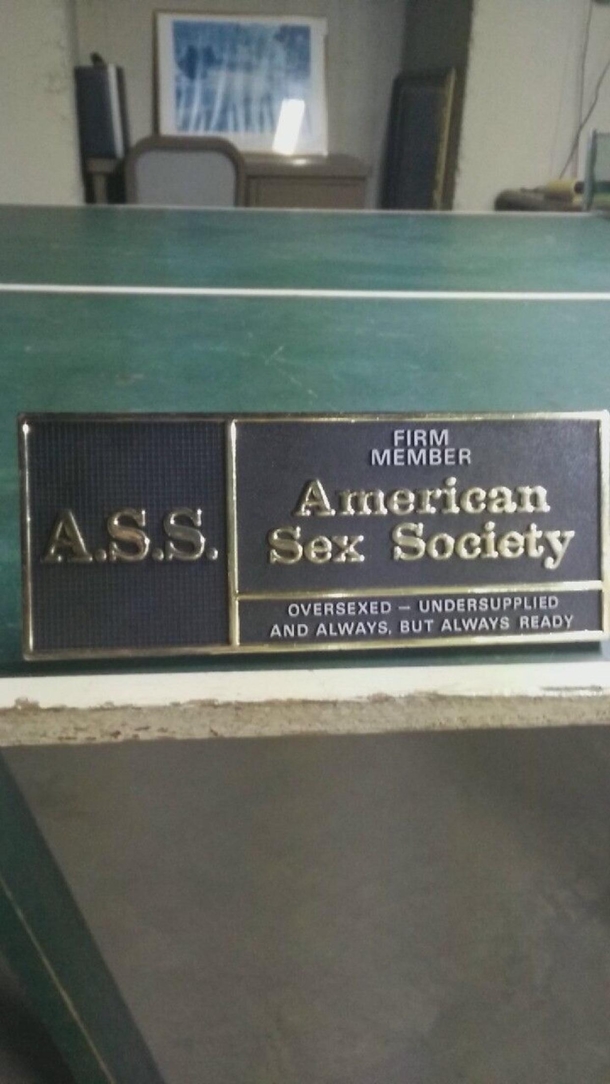 A.S.S.
FIRM
MEMBER
American
Sex Society
OVERSEXED — UNDERSUPPLIED
AND ALWAYS, BUT ALWAYS READY